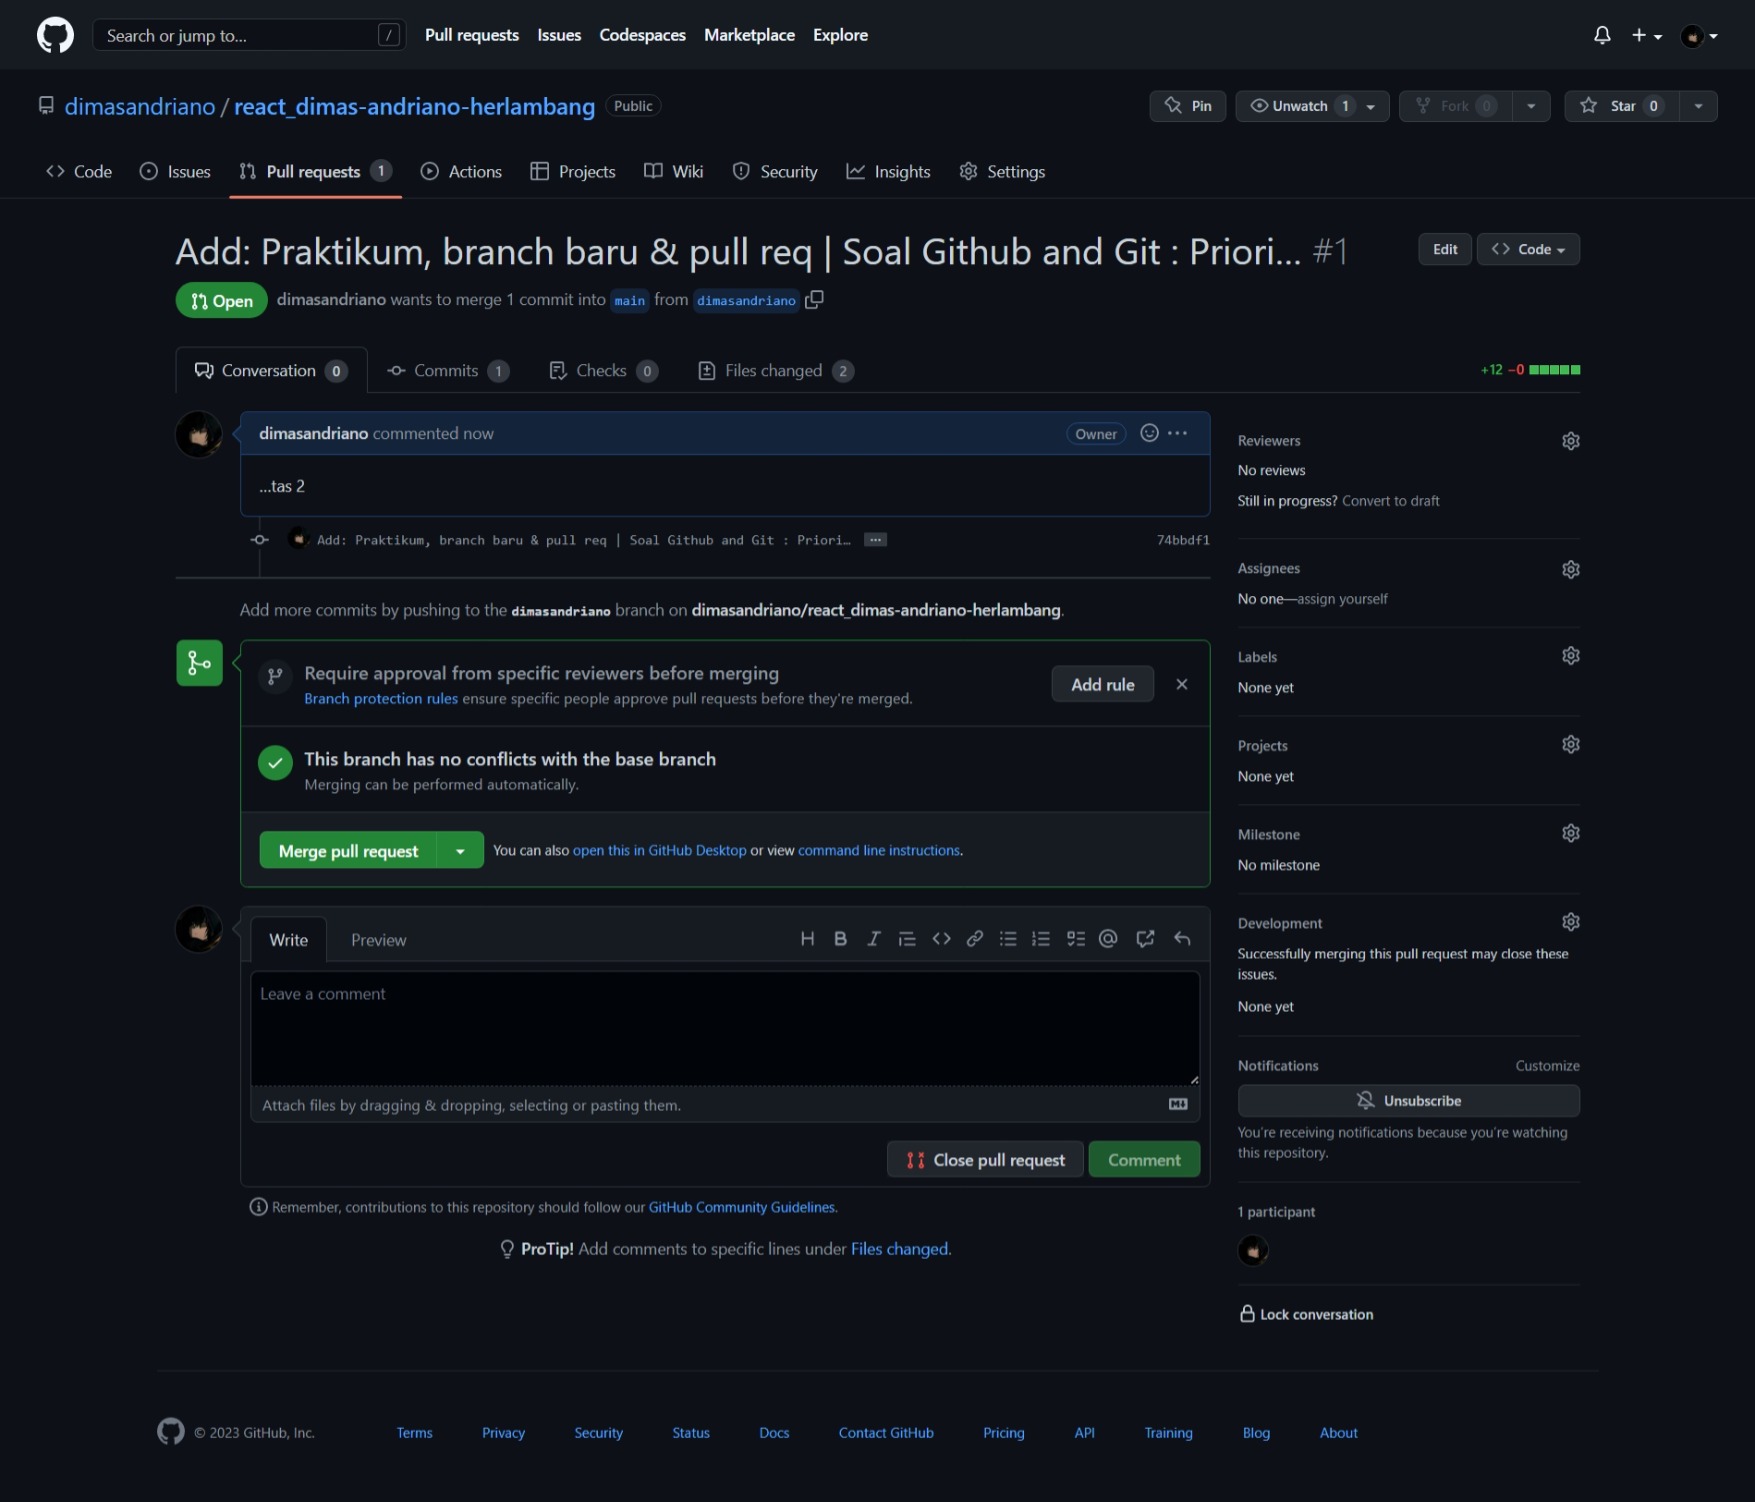 Search or jump to... /
Pull requests Issues Codespaces Marketplace Explore
dimasandriano / react_dimas-andriano-herlambang Public
Pin Unwatch 1 Fork 0 Star 0
Code Issues Pull requests 1 Actions Projects Wiki Security Insights Settings
Add: Praktikum, branch baru & pull req | Soal Github and Git : Priori... #1
Edit Code
Open dimasandriano wants to merge 1 commit into main from dimasandriano
Conversation 0 Commits 1 Checks 0 Files changed 2
+12 −0
dimasandriano commented now
Owner
...tas 2
Add: Praktikum, branch baru & pull req | Soal Github and Git : Priori… ... 74bbdf1
Add more commits by pushing to the dimasandriano branch on dimasandriano/react_dimas-andriano-herlambang.
Require approval from specific reviewers before merging
Branch protection rules ensure specific people approve pull requests before they're merged.
Add rule
This branch has no conflicts with the base branch
Merging can be performed automatically.
Merge pull request
You can also open this in GitHub Desktop or view command line instructions.
Write Preview
H B I
Leave a comment
Attach files by dragging & dropping, selecting or pasting them.
Close pull request Comment
Remember, contributions to this repository should follow our GitHub Community Guidelines.
ProTip! Add comments to specific lines under Files changed.
Reviewers
No reviews
Still in progress? Convert to draft
Assignees
No one—assign yourself
Labels
None yet
Projects
None yet
Milestone
No milestone
Development
Successfully merging this pull request may close these
issues.
None yet
Notifications Customize
Unsubscribe
You're receiving notifications because you're watching
this repository.
1 participant
Lock conversation
© 2023 GitHub, Inc. Terms Privacy Security Status Docs Contact GitHub Pricing API Training Blog About